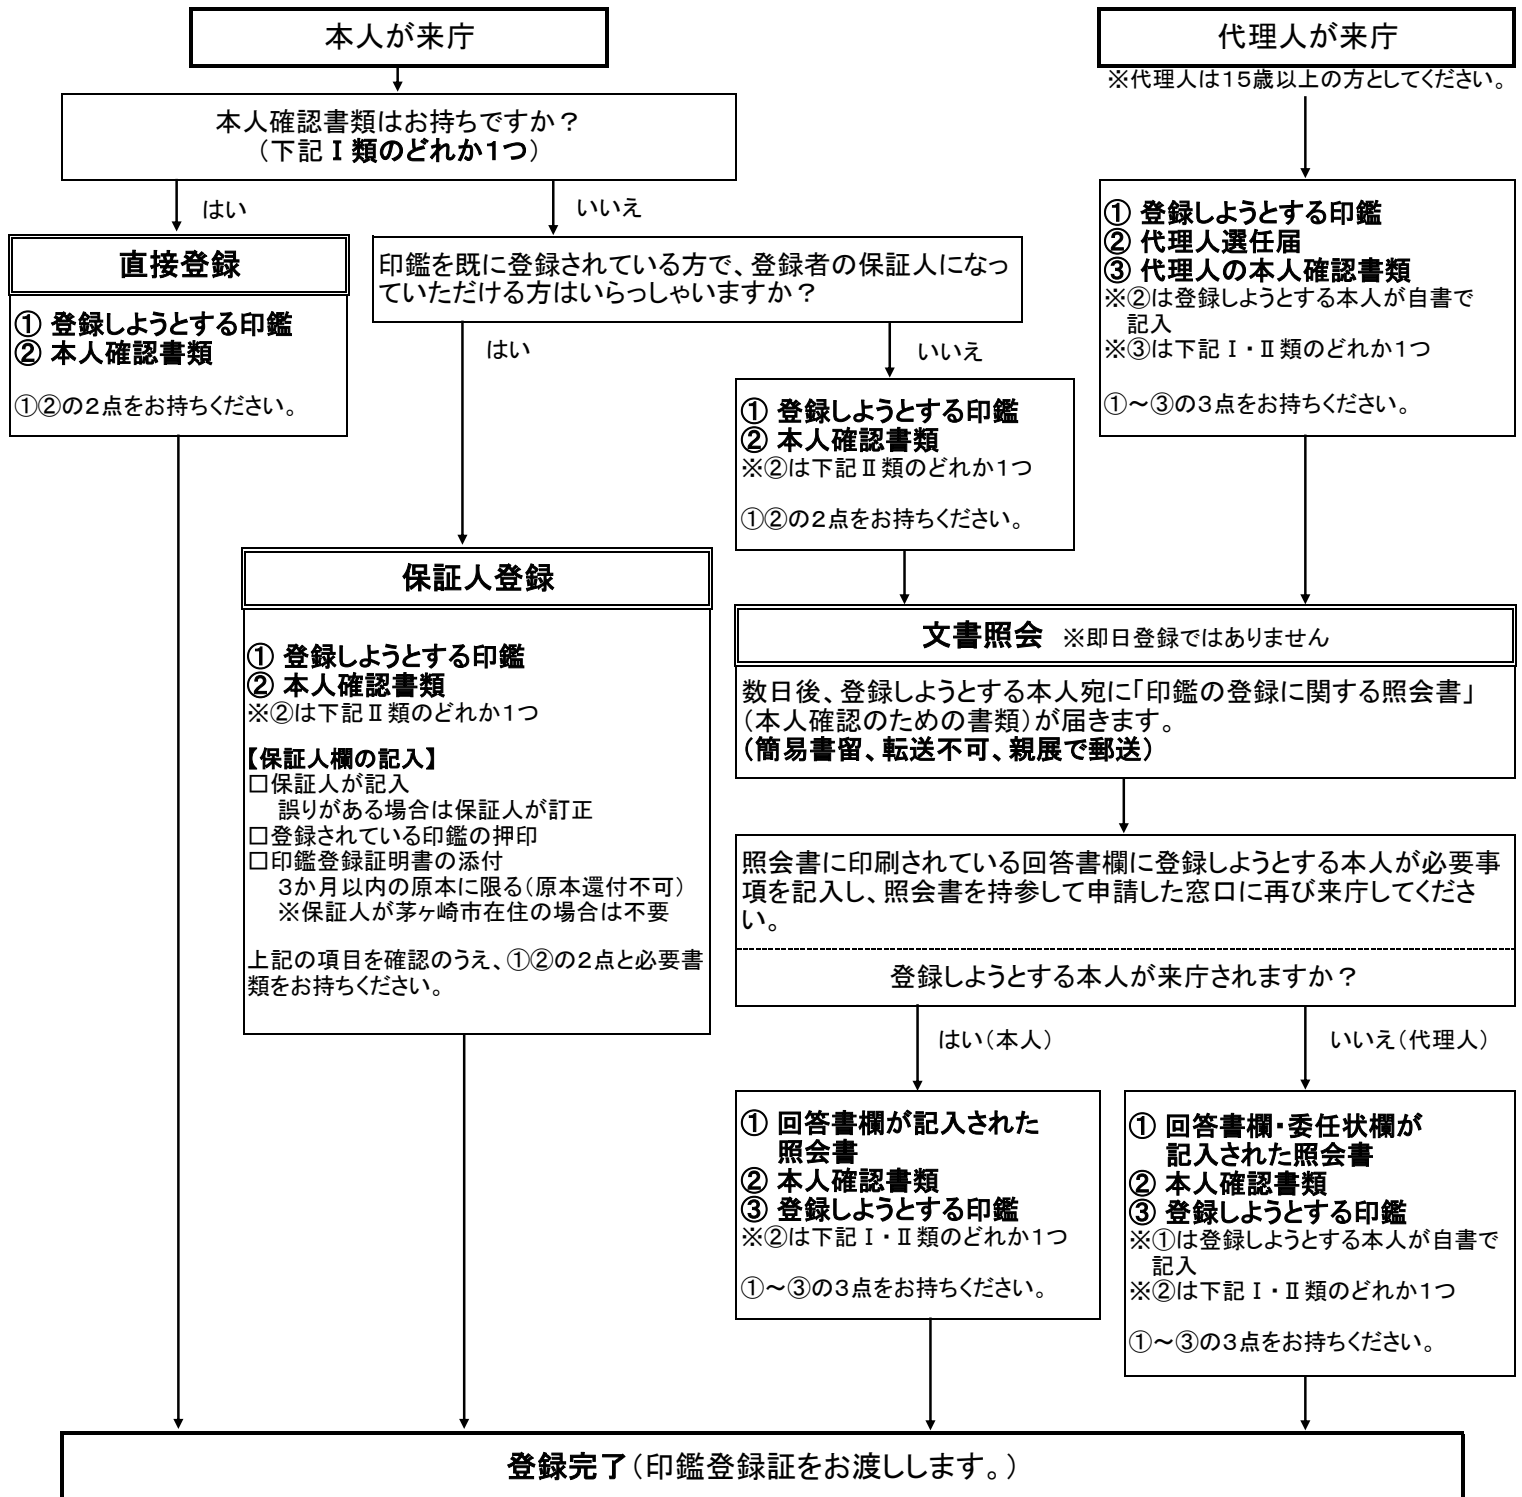 本人が来庁
代理人が来庁
※代理人は15歳以上の方としてください。
本人確認書類はお持ちですか？
（下記Ⅰ類のどれか1つ）
はい
いいえ
直接登録
① 登録しようとする印鑑
② 本人確認書類
①②の2点をお持ちください。
印鑑を既に登録されている方で、登録者の保証人になっ
ていただける方はいらっしゃいますか？
はい
いいえ
① 登録しようとする印鑑
② 代理人選任届
③ 代理人の本人確認書類
※②は登録しようとする本人が自書で
記入
※③は下記Ⅰ・Ⅱ類のどれか1つ
①～③の3点をお持ちください。
① 登録しようとする印鑑
② 本人確認書類
※②は下記Ⅱ類のどれか1つ
①②の2点をお持ちください。
保証人登録
① 登録しようとする印鑑
② 本人確認書類
※②は下記Ⅱ類のどれか1つ
【保証人欄の記入】
□保証人が記入
誤りがある場合は保証人が訂正
□登録されている印鑑の押印
□印鑑登録証明書の添付
3か月以内の原本に限る（原本還付不可）
※保証人が茅ヶ崎市在住の場合は不要
上記の項目を確認のうえ、①②の2点と必要書
類をお持ちください。
文書照会 ※即日登録ではありません
数日後、登録しようとする本人宛に「印鑑の登録に関する照会書」
（本人確認のための書類）が届きます。
（簡易書留、転送不可、親展で郵送）
照会書に印刷されている回答書欄に登録しようとする本人が必要事
項を記入し、照会書を持参して申請した窓口に再び来庁してくださ
い。
登録しようとする本人が来庁されますか？
はい（本人）
いいえ（代理人）
① 回答書欄が記入された
照会書
② 本人確認書類
③ 登録しようとする印鑑
※②は下記Ⅰ・Ⅱ類のどれか1つ
①～③の3点をお持ちください。
① 回答書欄・委任状欄が
記入された照会書
② 本人確認書類
③ 登録しようとする印鑑
※①は登録しようとする本人が自書で
記入
※②は下記Ⅰ・Ⅱ類のどれか1つ
①～③の3点をお持ちください。
登録完了（印鑑登録証をお渡しします。）